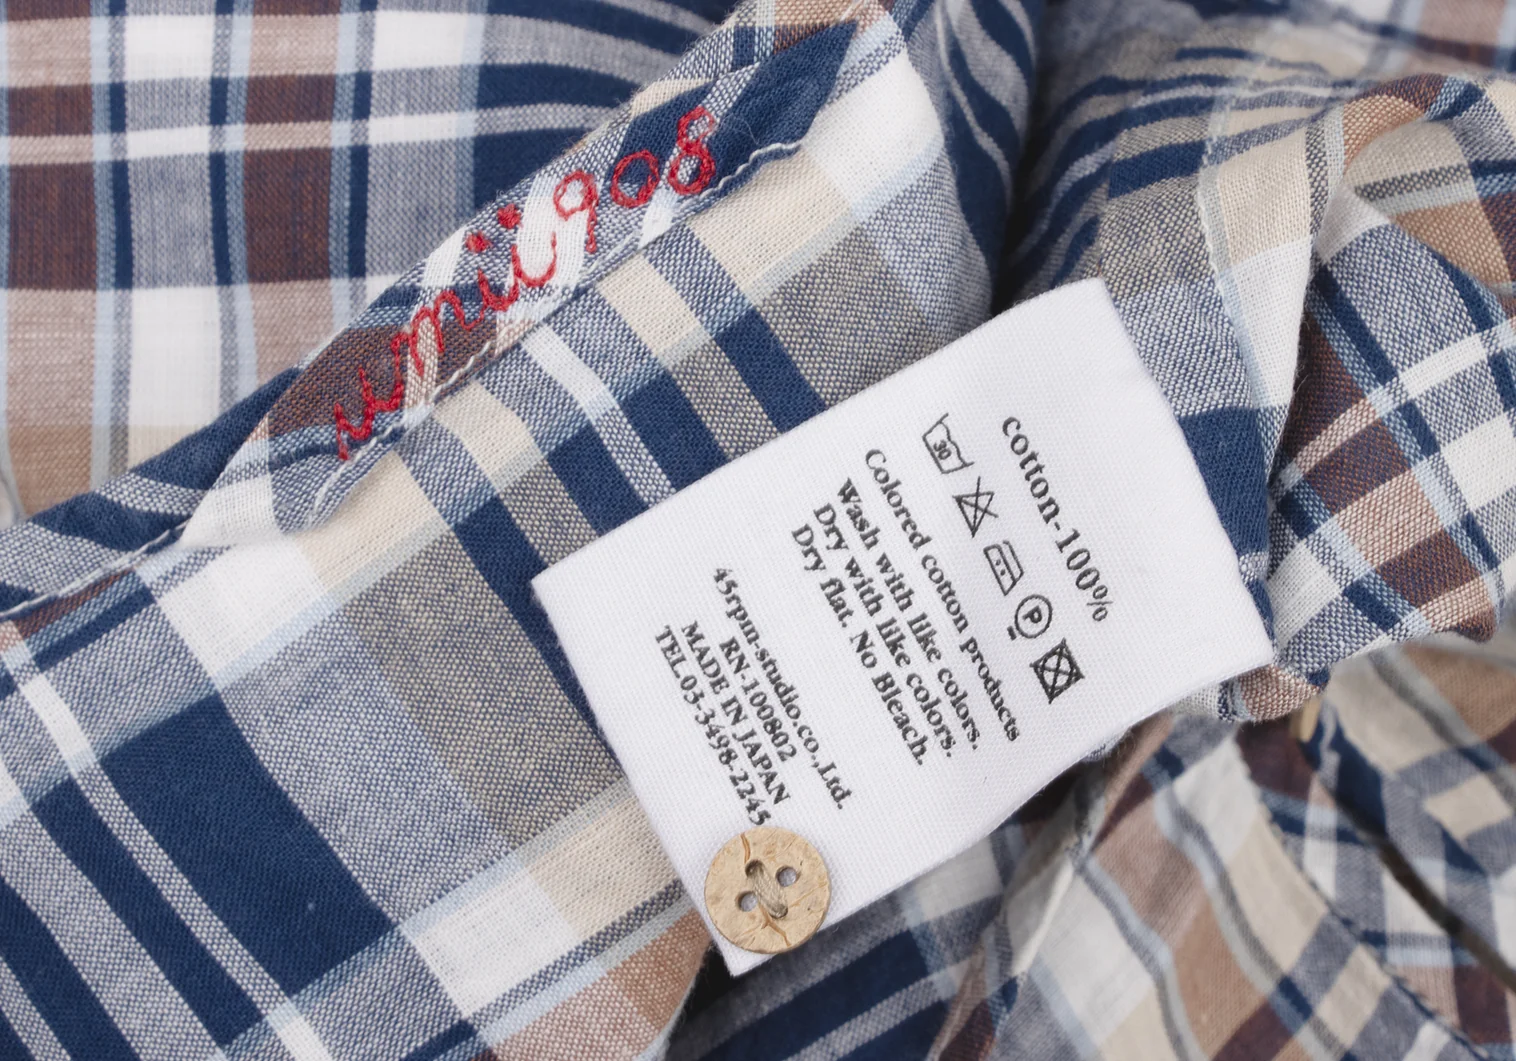 umii908
cotton-100%
30
P
Colored cotton products
Wash with like colors.
Dry with like colors.
Dry flat. No Bleach.
45rpm-studio.co.,Ltd.
RN-100802
MADE IN JAPAN
TEL.03-3498-2245